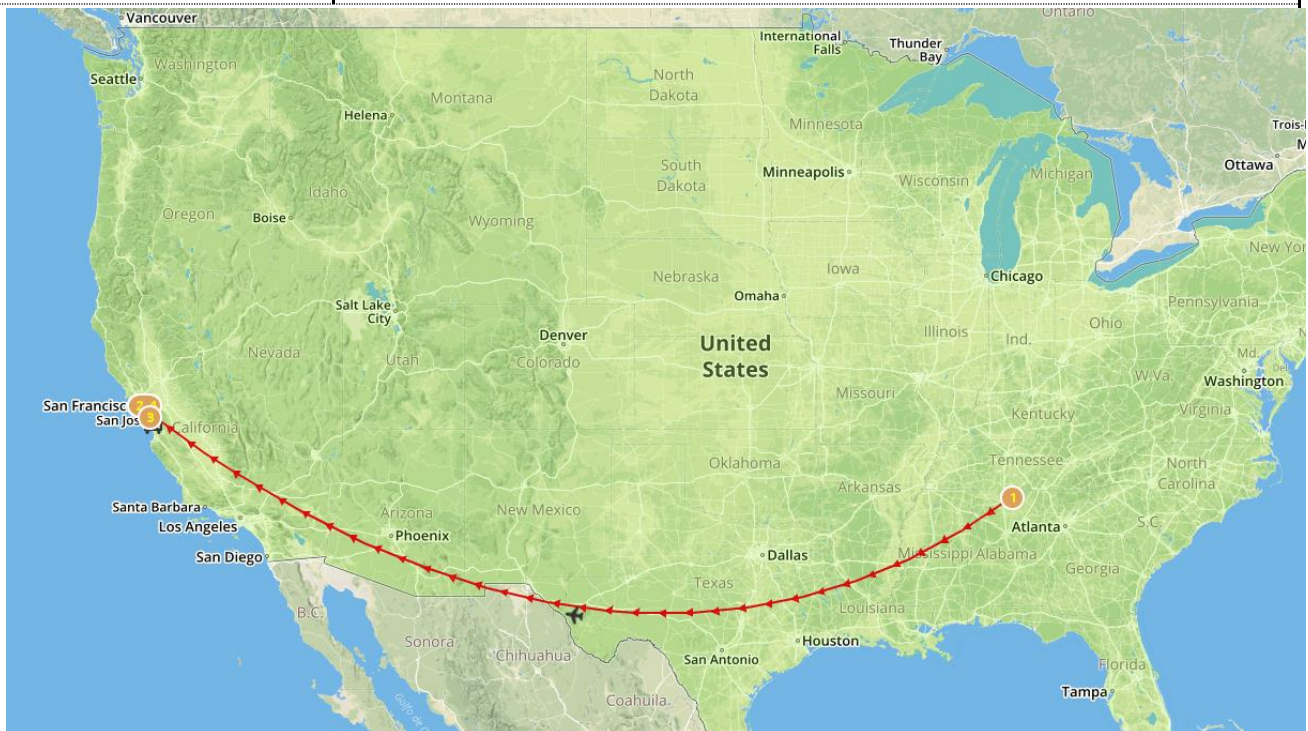 Vancouver
Ontario
International
Falls
Thunder
Bay
Seattle
Washington
North
Dakota
Montana
Helena
Minnesota
Trois-
M
Ottawa
South
Dakota
Minneapolis
Wisconsin
Michigan
Idaho
Oregon
Boise
Wyoming
New Yor
Nebraska
Iowa
Chicago
Omaha
Pennsylvania
Salt Lake
City
Denver
Colorado
United
States
Illinois
Ind.
Ohio
Nevada
Utah
Md.
Del
N
W.Va.
Washington
Missouri
Kentucky
Virginia
San Francisc
San Jos
3
California
Oklahoma
Tennessee
North
Carolina
Arkansas
1
Santa Barbara
Los Angeles
Arizona
New Mexico
Phoenix
Atlanta
S.C.
San Diego
Dallas
Mississippi
Alabama
Georgia
Texas
Louisiana
B.C.
Sonora
Chihuahua
Houston
San Antonio
Florida
Tampa
Coahuila
Golfo de C